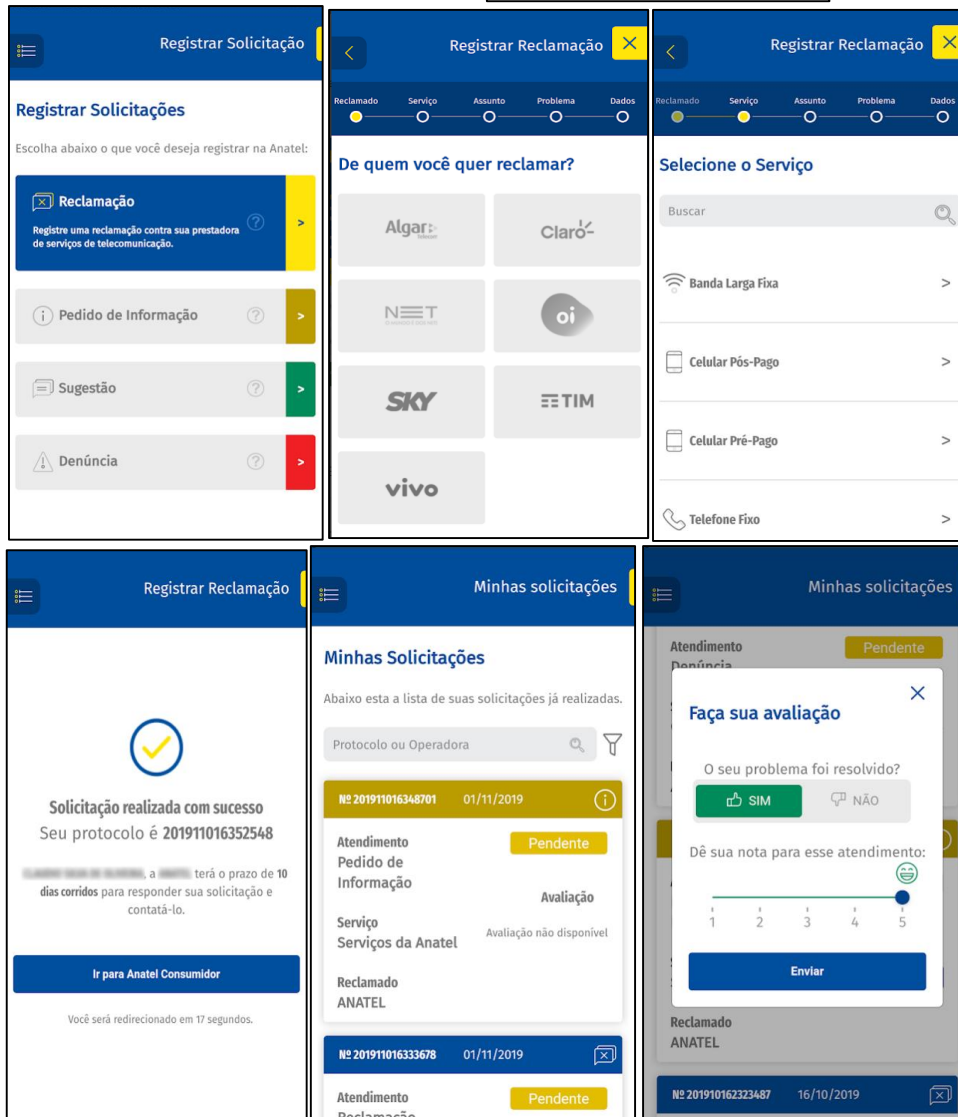 Registrar Solicitação
Registrar Solicitações
Escolha abaixo o que você deseja registrar na Anatel:
Reclamação
Registre uma reclamação contra sua prestadora
de serviços de telecomunicação.
?
>
Pedido de Informação
?
>
Sugestão
?
>
Denúncia
?
>
Registrar Reclamação
Reclamado Serviço Assunto Problema Dados
De quem você quer reclamar?
Algar
Claro
NET
oi
SKY
TIM
vivo
Registrar Reclamação
Reclamado Serviço Assunto Problema Dados
Selecione o Serviço
Buscar
Banda Larga Fixa >
Celular Pós-Pago >
Celular Pré-Pago >
Telefone Fixo >
Registrar Reclamação
Solicitação realizada com sucesso
Seu protocolo é 201911016352548
, a terá o prazo de 10
dias corridos para responder sua solicitação e
contatá-lo.
Ir para Anatel Consumidor
Você será redirecionado em 17 segundos.
Minhas solicitações
Minhas Solicitações
Abaixo esta a lista de suas solicitações já realizadas.
Protocolo ou Operadora
Nº 201911016348701 01/11/2019
Atendimento Pendente
Pedido de
Informação
Avaliação
Serviço
Avaliação não disponível
Serviços da Anatel
Reclamado
ANATEL
Nº 201911016333678 01/11/2019
Atendimento Pendente
Reclamação
Minhas solicitações
Atendimento Pendente
Denúncia
Faça sua avaliação
O seu problema foi resolvido?
SIM NÃO
Dê sua nota para esse atendimento:
1 2 3 4 5
Enviar
Reclamado
ANATEL
Nº 201910162323487 16/10/2019